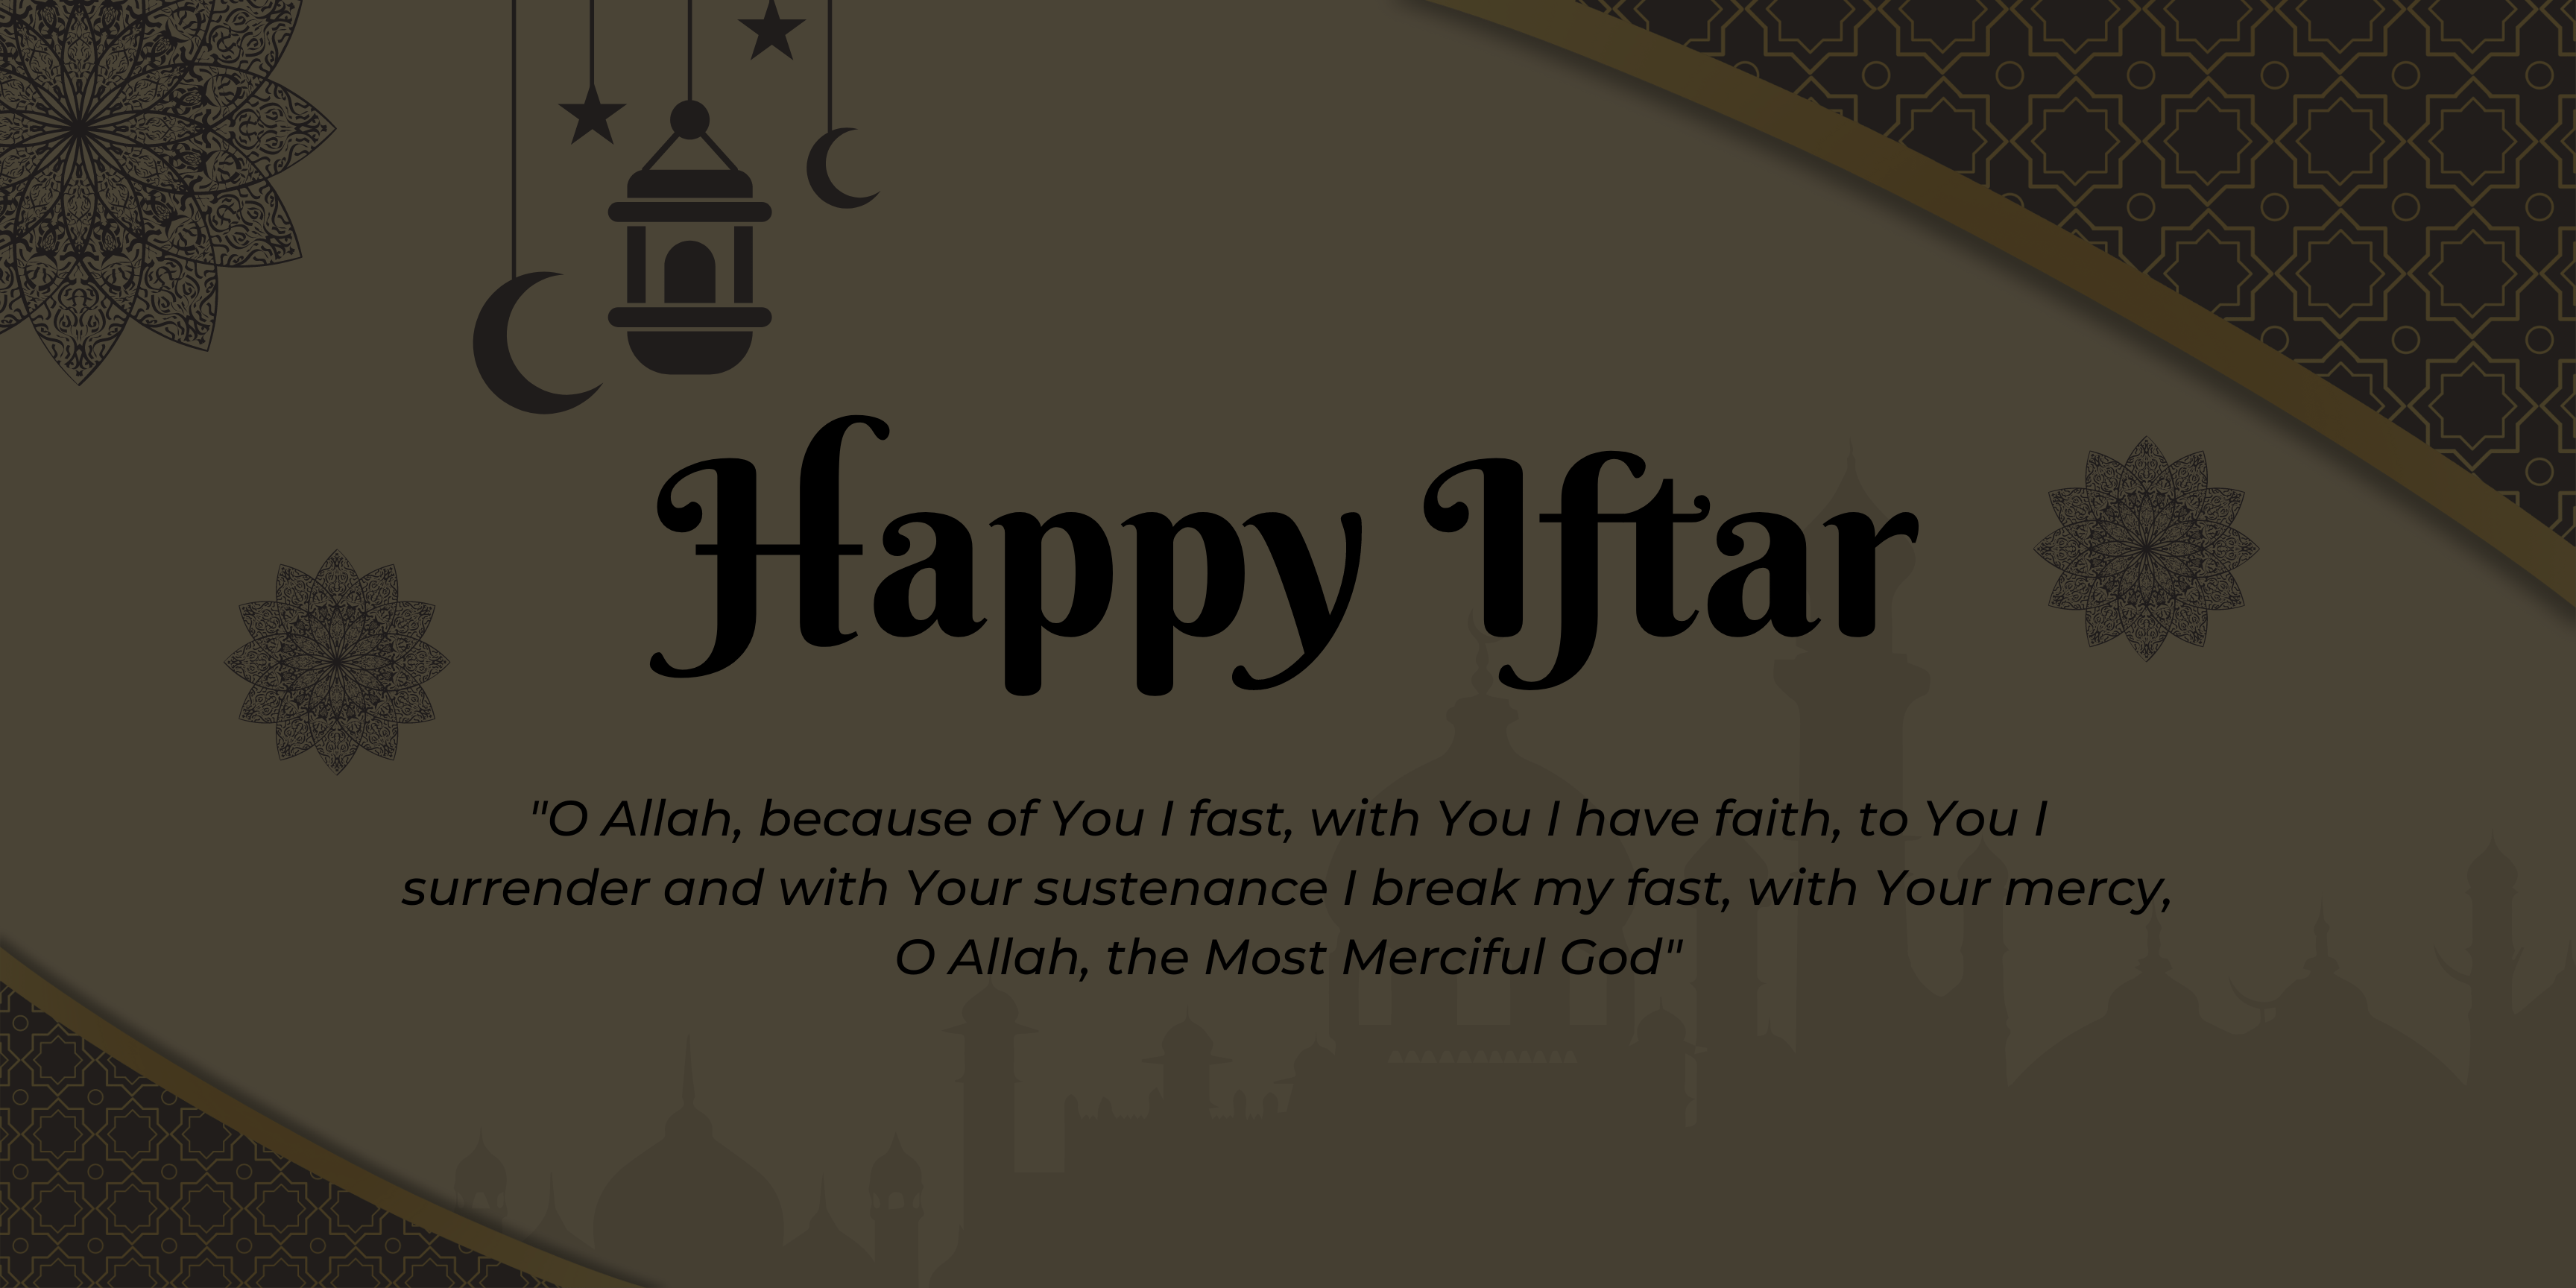 Happy Iftar
"O Allah, because of You I fast, with You I have faith, to You I
surrender and with Your sustenance I break my fast, with Your mercy,
O Allah, the Most Merciful God"